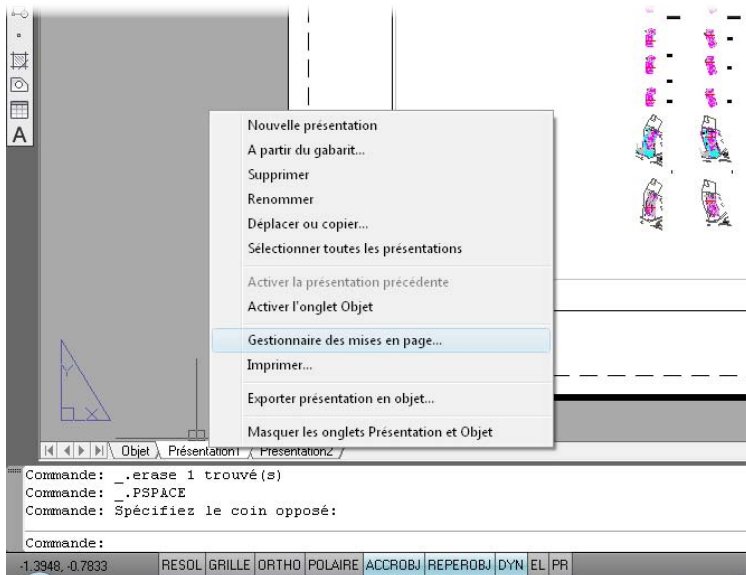 A
Nouvelle présentation
A partir du gabarit...
Supprimer
Renommer
Déplacer ou copier...
Sélectionner toutes les présentations
Activer la présentation précédente
Activer l'onglet Objet
Gestionnaire des mises en page...
Imprimer...
Exporter présentation en objet...
Masquer les onglets Présentation et Objet
Y
X
Objet Présentation1 Présentation2
Commande: _.erase 1 trouvé(s)
Commande: _.PSPACE
Commande: Spécifiez le coin opposé:
Commande:
-1.3948, -0.7833 RESOL GRILLE ORTHO POLAIRE ACCROBJ REPEROBJ DYN EL PR